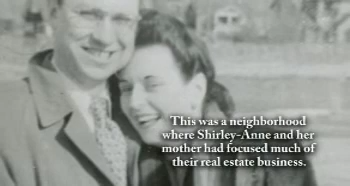 This was a neighborhood
where Shirley-Anne and her
mother had focused much of
their real estate business.